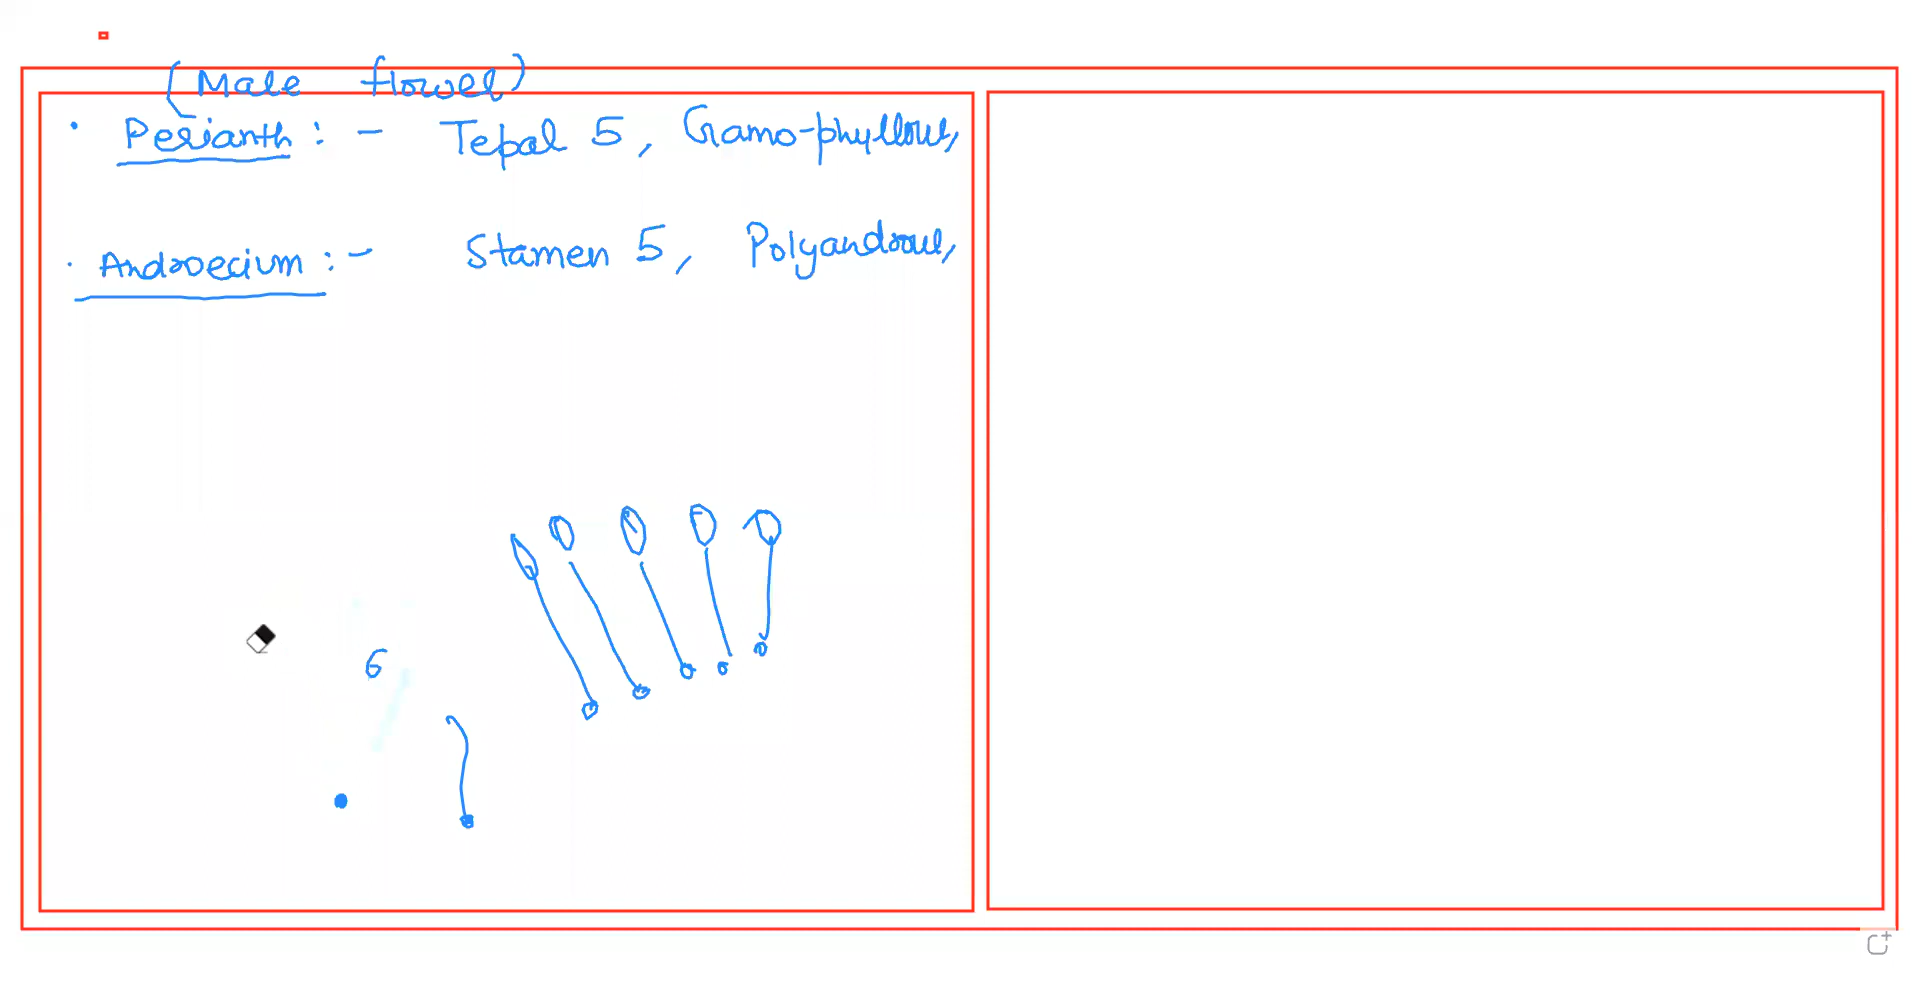 (Male flower)
• Perianth :- Tepal 5, Gamo-phyllous,
• Androecium :- Stamen 5, Polyandrous,
6